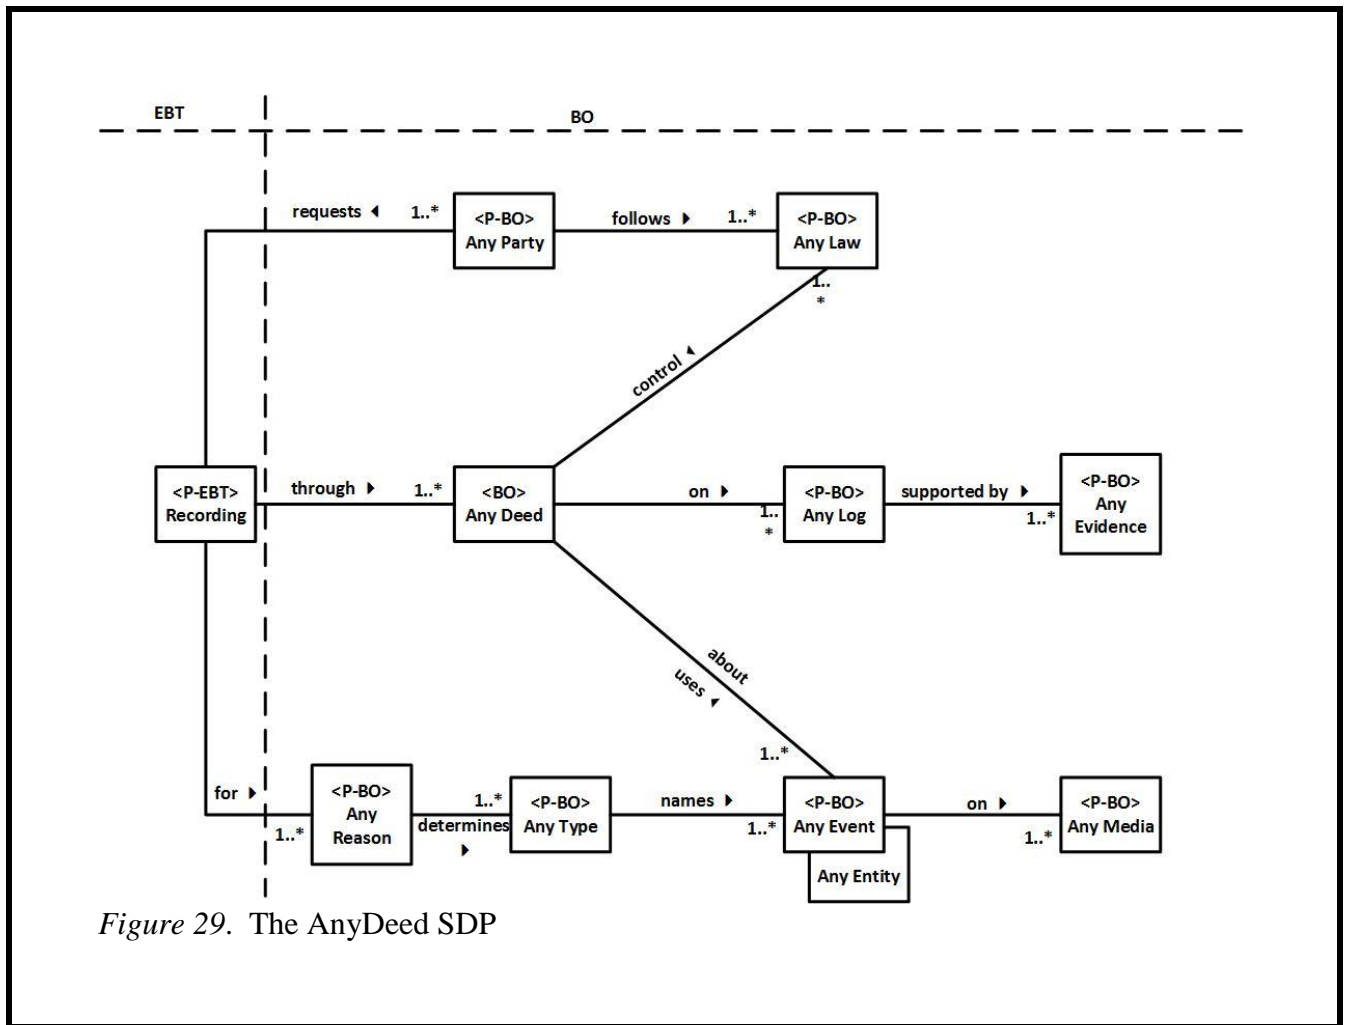 EBT
BO
requests ◄ 1..*
<P-BO>
Any Party
follows ► 1..*
<P-BO>
Any Law
1..
*
control ◄
<P-EBT>
Recording
through ► 1..*
<BO>
Any Deed
on ►
1..
*
<P-BO>
Any Log
supported by ►
1..*
<P-BO>
Any
Evidence
about
uses ◄
1..*
for ►
1..*
<P-BO>
Any
Reason
1..*
determines
►
<P-BO>
Any Type
names ►
1..*
<P-BO>
Any Event
Any Entity
on ►
1..*
<P-BO>
Any Media
Figure 29. The AnyDeed SDP